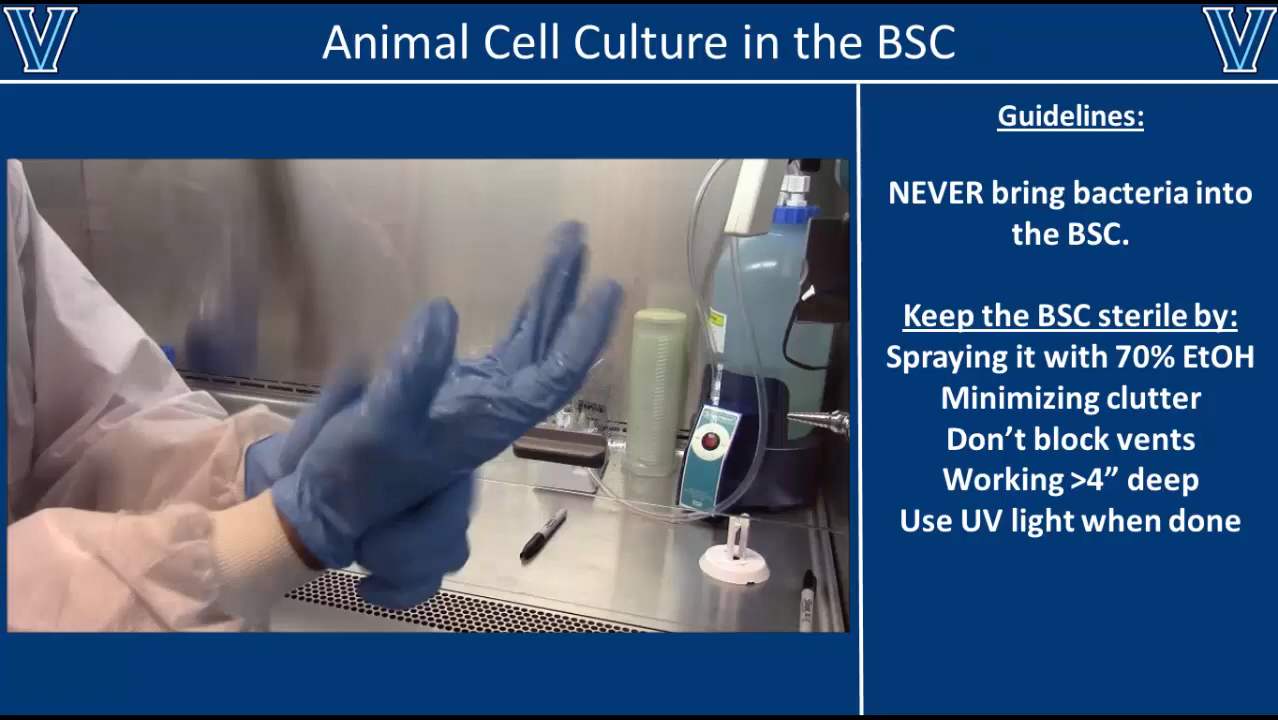 Animal Cell Culture in the BSC
Guidelines:
NEVER bring bacteria into
the BSC.
Keep the BSC sterile by:
Spraying it with 70% EtOH
Minimizing clutter
Don’t block vents
Working >4” deep
Use UV light when done